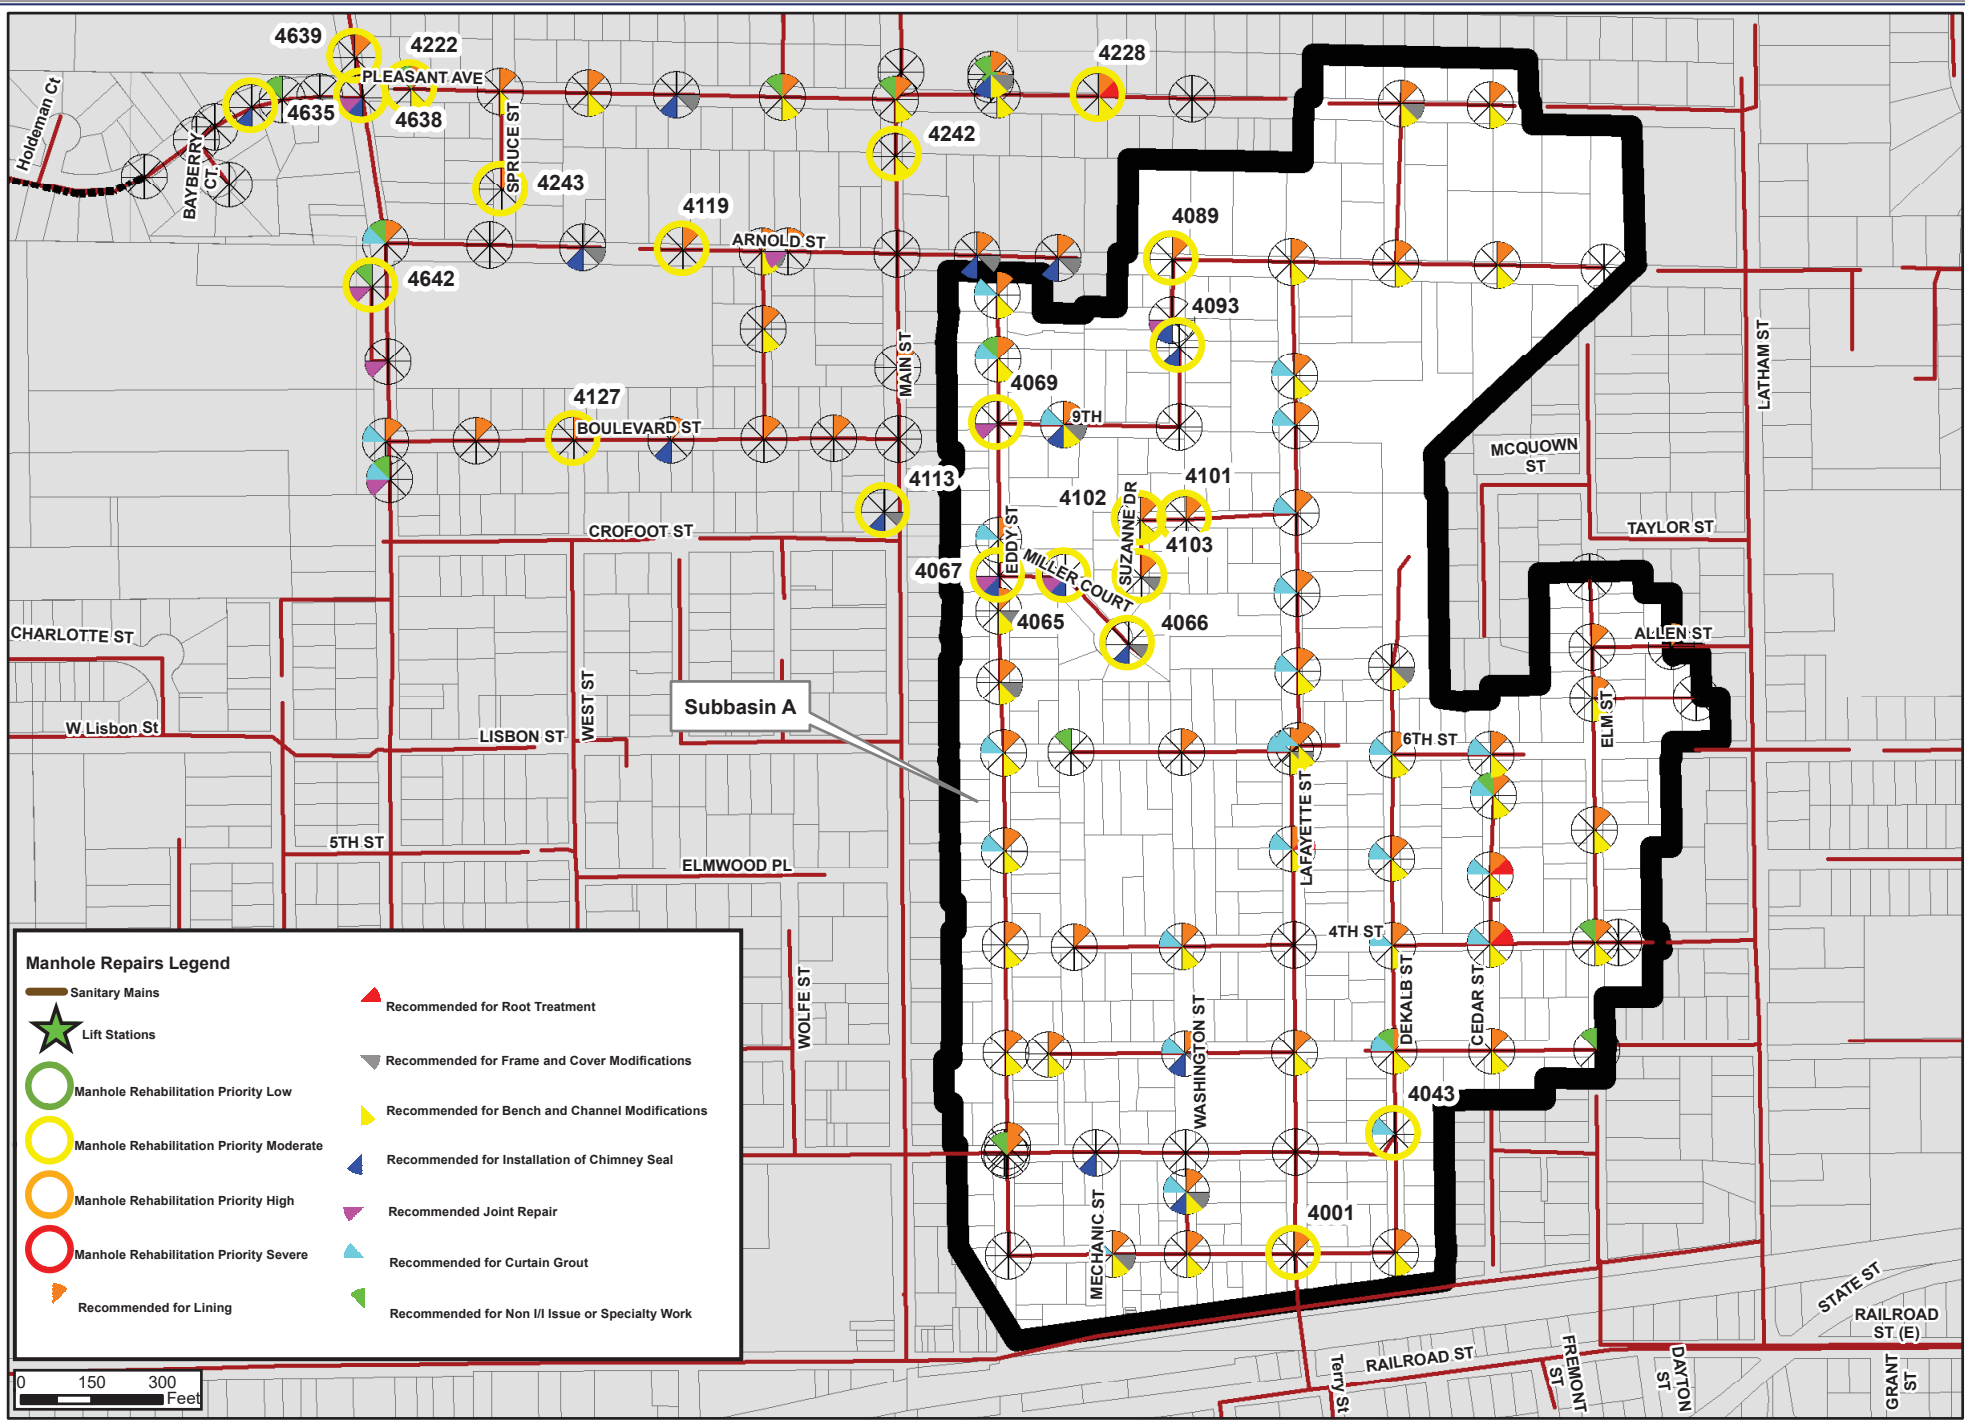 4639
4222
4228
PLEASANT AVE
Holdeman Ct
4635
4638
4242
BAYBERRY
CT.
SPRUCE ST
4243
4119
ARNOLD ST
4089
4642
4093
MAIN ST
LATHAM ST
4069
4127
BOULEVARD ST
9TH
MCQUOWN
ST
4113
4102
4101
SUZANNE DR
EDDY ST
CROFOOT ST
TAYLOR ST
4103
4067
MILLER COURT
4065
4066
CHARLOTTE ST
ALLEN ST
Subbasin A
WEST ST
W Lisbon St
LISBON ST
6TH ST
ELM ST
LAFAYETTE ST
5TH ST
ELMWOOD PL
4TH ST
WOLFE ST
DEKALB ST
CEDAR ST
WASHINGTON ST
4043
MECHANIC ST
4001
STATE ST
RAILROAD
ST (E)
RAILROAD ST
Terry St
FREMONT
ST
DAYTON
ST
GRANT
ST
Manhole Repairs Legend
Sanitary Mains
Lift Stations
Manhole Rehabilitation Priority Low
Manhole Rehabilitation Priority Moderate
Manhole Rehabilitation Priority High
Manhole Rehabilitation Priority Severe
Recommended for Lining
Recommended for Root Treatment
Recommended for Frame and Cover Modifications
Recommended for Bench and Channel Modifications
Recommended for Installation of Chimney Seal
Recommended Joint Repair
Recommended for Curtain Grout
Recommended for Non I/I Issue or Specialty Work
0 150 300
Feet